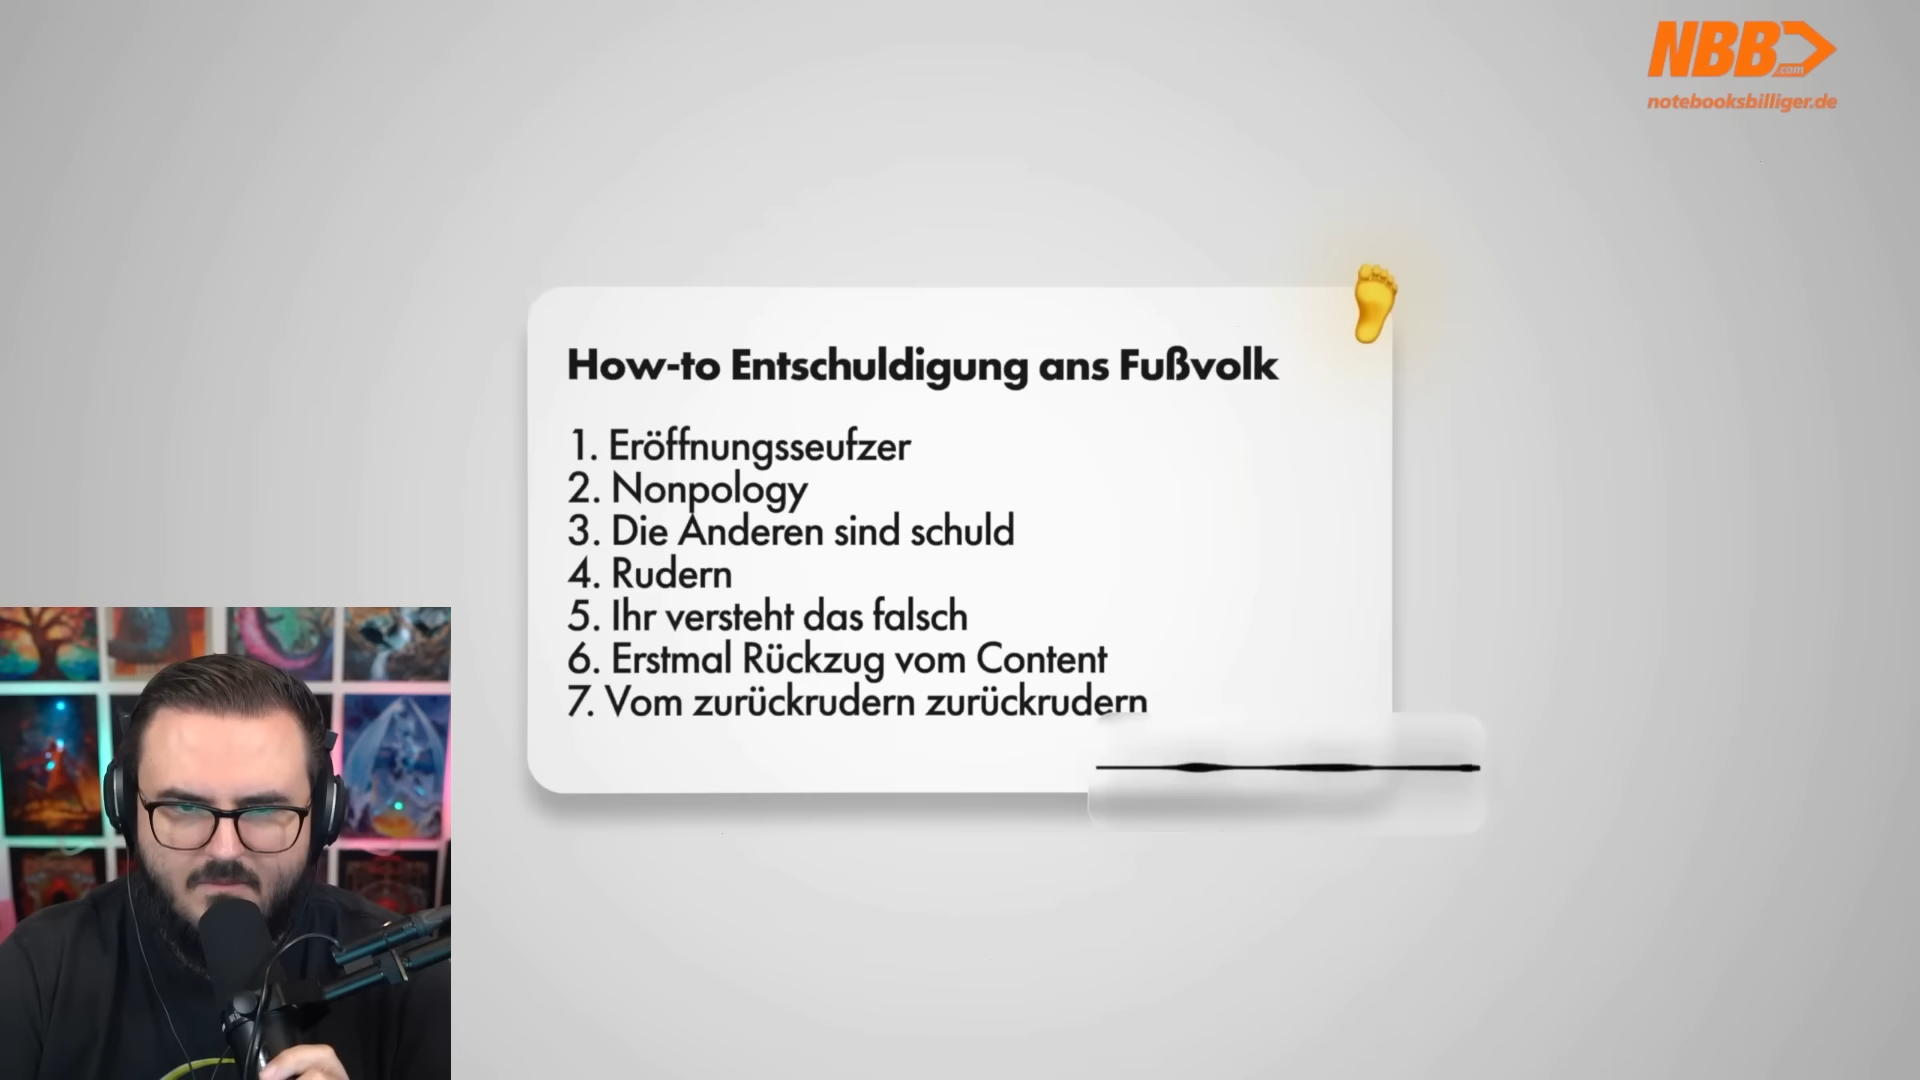 NBB
.com
notebooksbilliger.de
How-to Entschuldigung ans Fußvolk
1. Eröffnungsseufzer
2. Nonpology
3. Die Anderen sind schuld
4. Rudern
5. Ihr versteht das falsch
6. Erstmal Rückzug vom Content
7. Vom zurückrudern zurückrudern